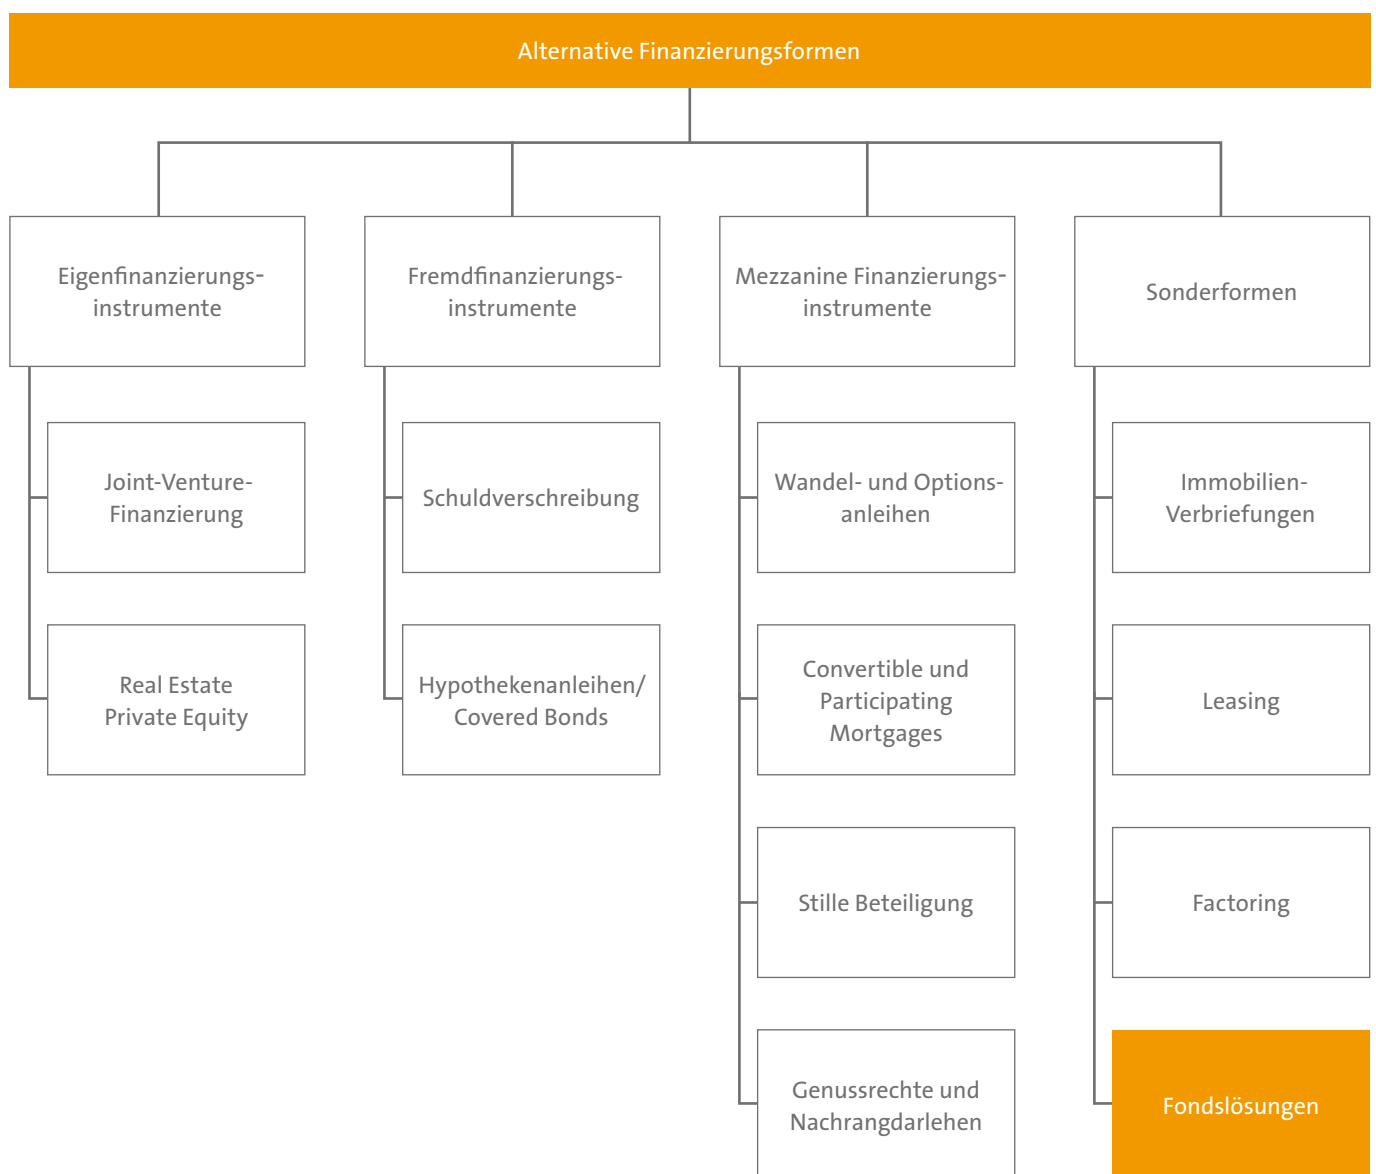 Alternative Finanzierungsformen
Eigenfinanzierungs-
instrumente
Joint-Venture-
Finanzierung
Real Estate
Private Equity
Fremdfinanzierungs-
instrumente
Schuldverschreibung
Hypothekenanleihen/
Covered Bonds
Mezzanine Finanzierungs-
instrumente
Wandel- und Options-
anleihen
Convertible und
Participating
Mortgages
Stille Beteiligung
Genussrechte und
Nachrangdarlehen
Sonderformen
Immobilien-
Verbriefungen
Leasing
Factoring
Fondslösungen